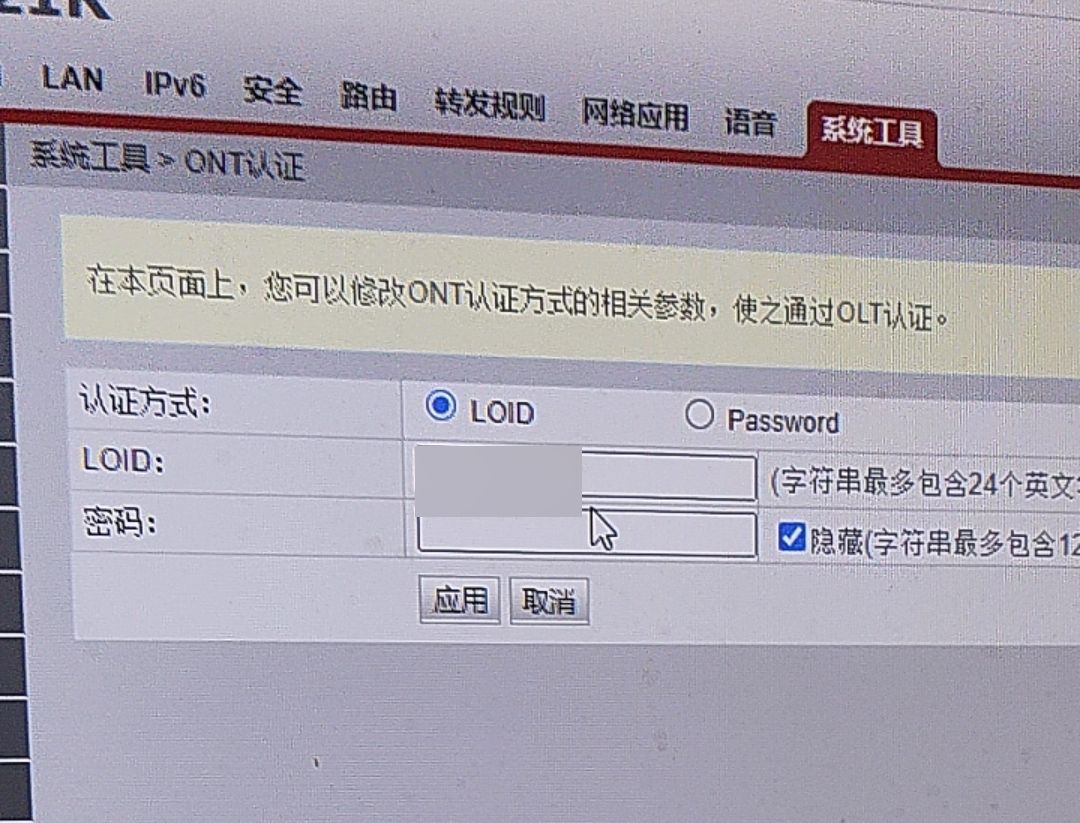 LAN IPv6 安全 路由 转发规则 网络应用 语音 系统工具
系统工具 > ONT认证
在本页面上，您可以修改ONT认证方式的相关参数，使之通过OLT认证。
认证方式： LOID Password
LOID： (字符串最多包含24个英文
密码： 隐藏(字符串最多包含12
应用 取消